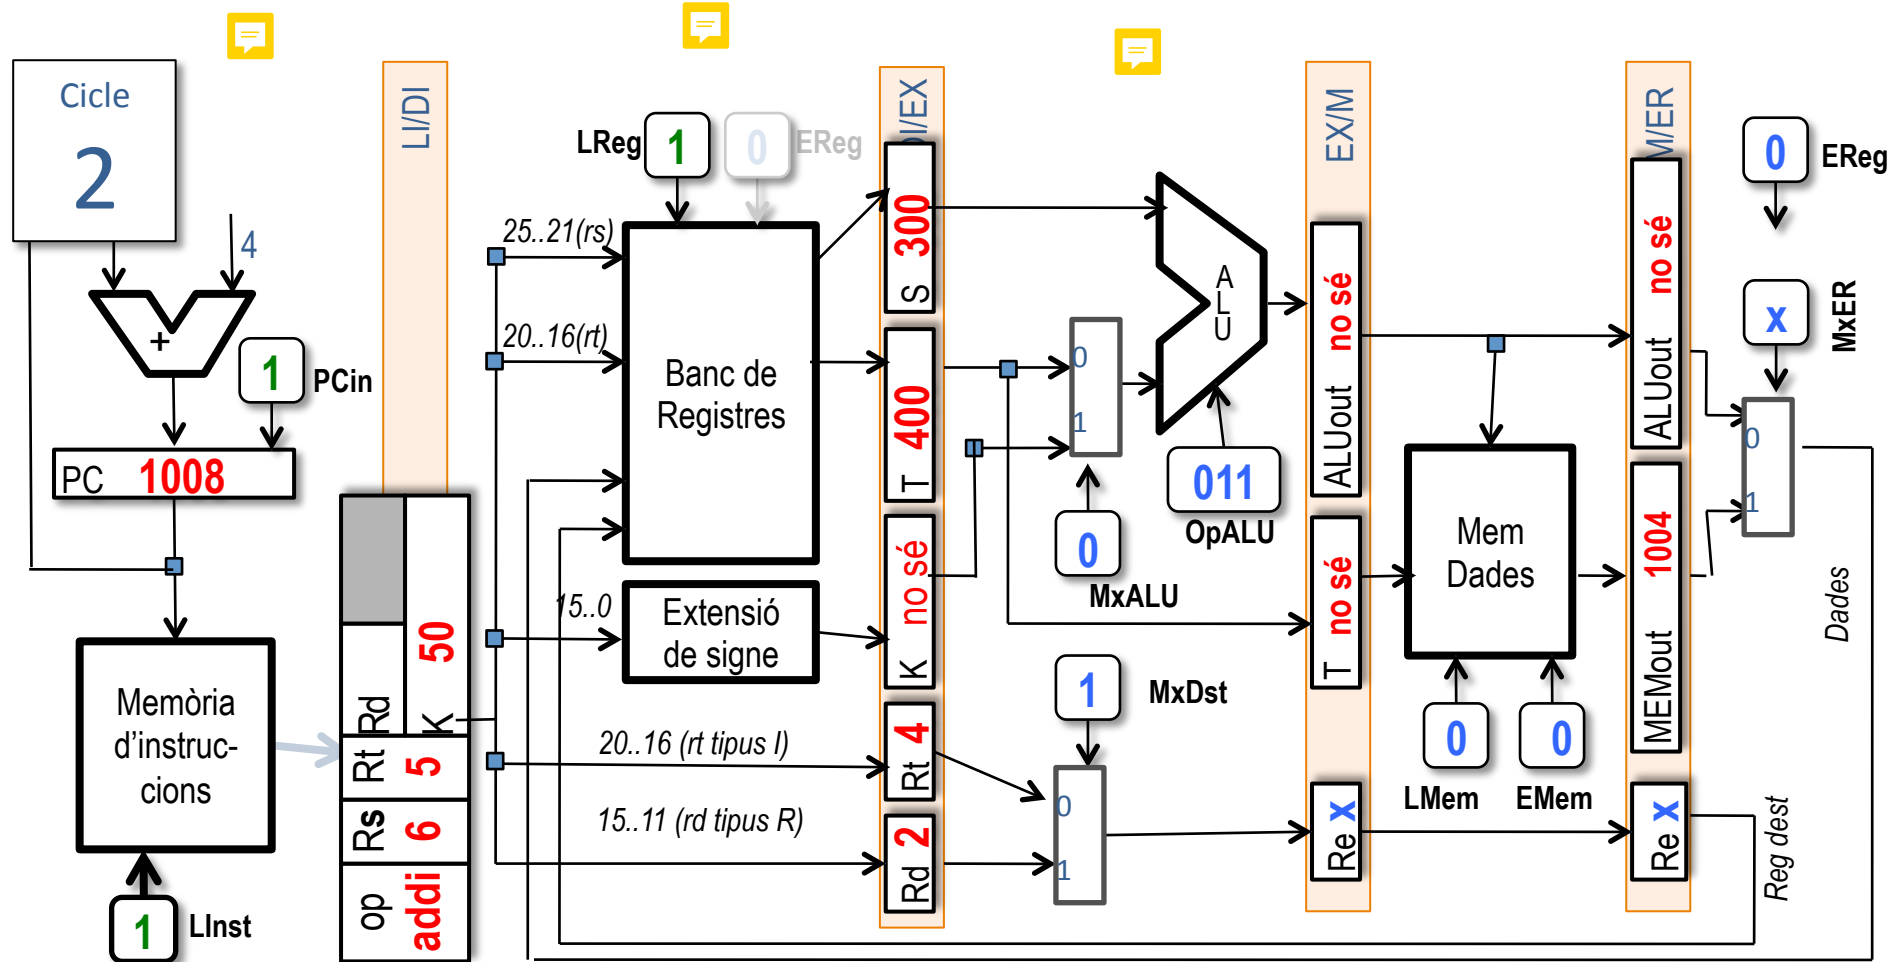 Cicle
2
4
+
1
PCin
PC 1008
Memòria
d'instruc-
cions
1
LInst
LI/DI
Rd
K 50
Rt 5
Rs 6
op addi
LReg
1
0
EReg
25..21(rs)
20..16(rt)
Banc de
Registres
15..0
Extensió
de signe
20..16 (rt tipus I)
15..11 (rd tipus R)
DI/EX
S 300
T 400
K no sé
Rt 4
Rd 2
0
1
0
MxALU
ALU
011
OpALU
1
MxDst
0
1
EX/M
ALUout no sé
T no sé
Re x
Mem
Dades
0
LMem
0
EMem
M/ER
ALUout no sé
MEMout 1004
Re x
0
EReg
x
MxER
0
1
Dades
Reg dest